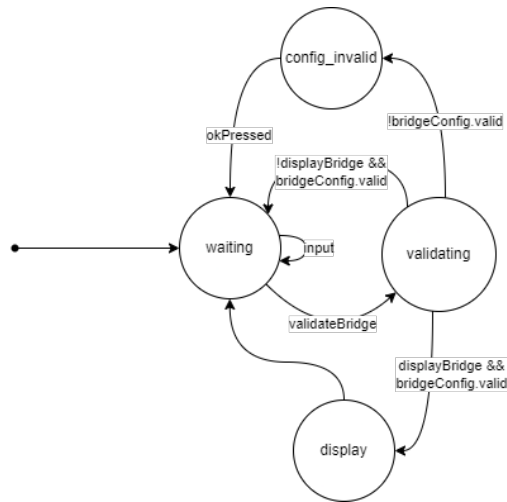 config_invalid
!bridgeConfig.valid
okPressed
!displayBridge &&
bridgeConfig.valid
waiting
input
validating
validateBridge
displayBridge &&
bridgeConfig.valid
display